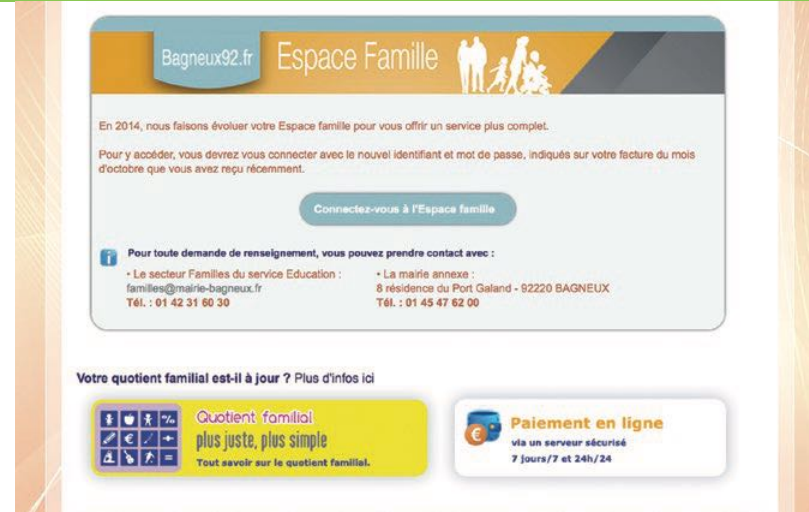 Bagneux92.fr Espace Famille
En 2014, nous faisons évoluer votre Espace famille pour vous offrir un service plus complet.
Pour y accéder, vous devrez vous connecter avec le nouvel identifiant et mot de passe, indiqués sur votre facture du mois
d'octobre que vous avez reçu récemment.
Connectez-vous à l'Espace famille
i Pour toute demande de renseignement, vous pouvez prendre contact avec :
• Le secteur Familles du service Education :
familles@mairie-bagneux.fr
Tél. : 01 42 31 60 30
• La mairie annexe :
8 résidence du Port Galand - 92220 BAGNEUX
Tél. : 01 45 47 62 00
Votre quotient familial est-il à jour ? Plus d'infos ici
%
€
=
Quotient familial
plus juste, plus simple
Tout savoir sur le quotient familial.
€
Paiement en ligne
via un serveur sécurisé
7 jours/7 et 24h/24